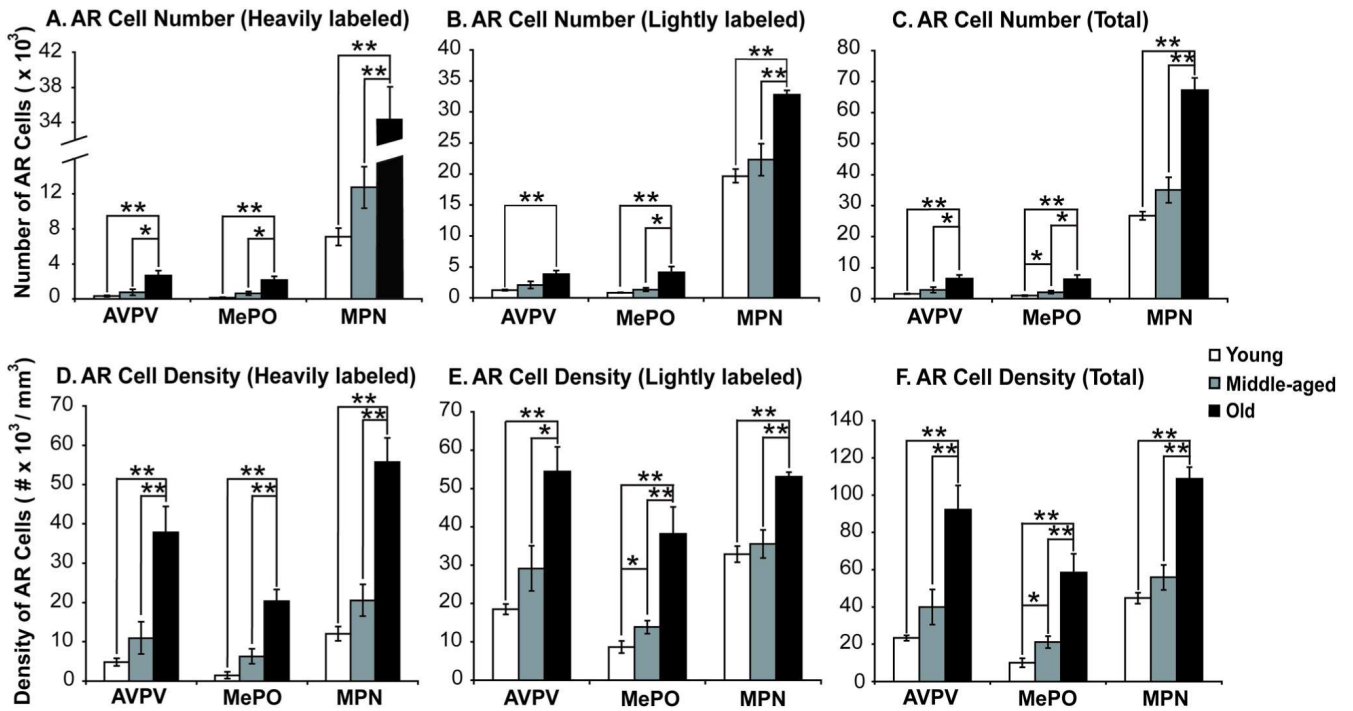 A. AR Cell Number (Heavily labeled)
B. AR Cell Number (Lightly labeled)
C. AR Cell Number (Total)
Number of AR Cells ( x 10³)
42
34
12
8
4
0
** ** ** * ** *
AVPV MePO MPN
40
35
30
25
20
15
10
5
0
** ** ** ** *
AVPV MePO MPN
80
70
60
50
40
30
20
10
0
** ** ** * ** * *
AVPV MePO MPN
Young
Middle-aged
Old
D. AR Cell Density (Heavily labeled)
E. AR Cell Density (Lightly labeled)
F. AR Cell Density (Total)
Density of AR Cells ( # x 10³ / mm³)
70
60
50
40
30
20
10
0
** ** ** ** ** **
AVPV MePO MPN
70
60
50
40
30
20
10
0
** * ** ** * ** **
AVPV MePO MPN
140
120
100
80
60
40
20
0
** ** ** ** * ** **
AVPV MePO MPN